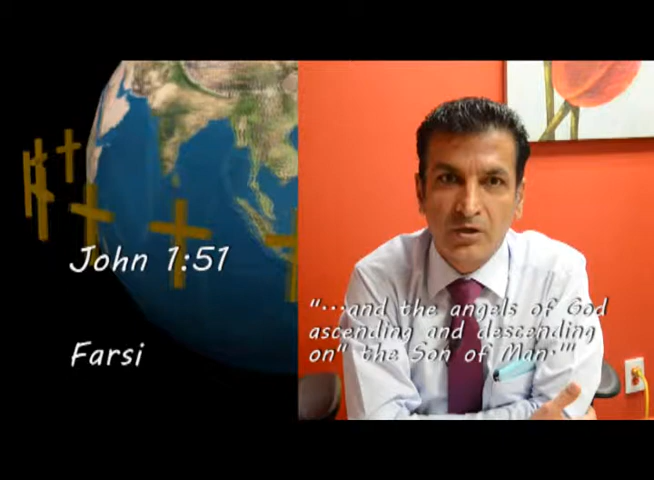 John 1:51
Farsi
"...and the angels of God
ascending and descending
on" the Son of Man.'"